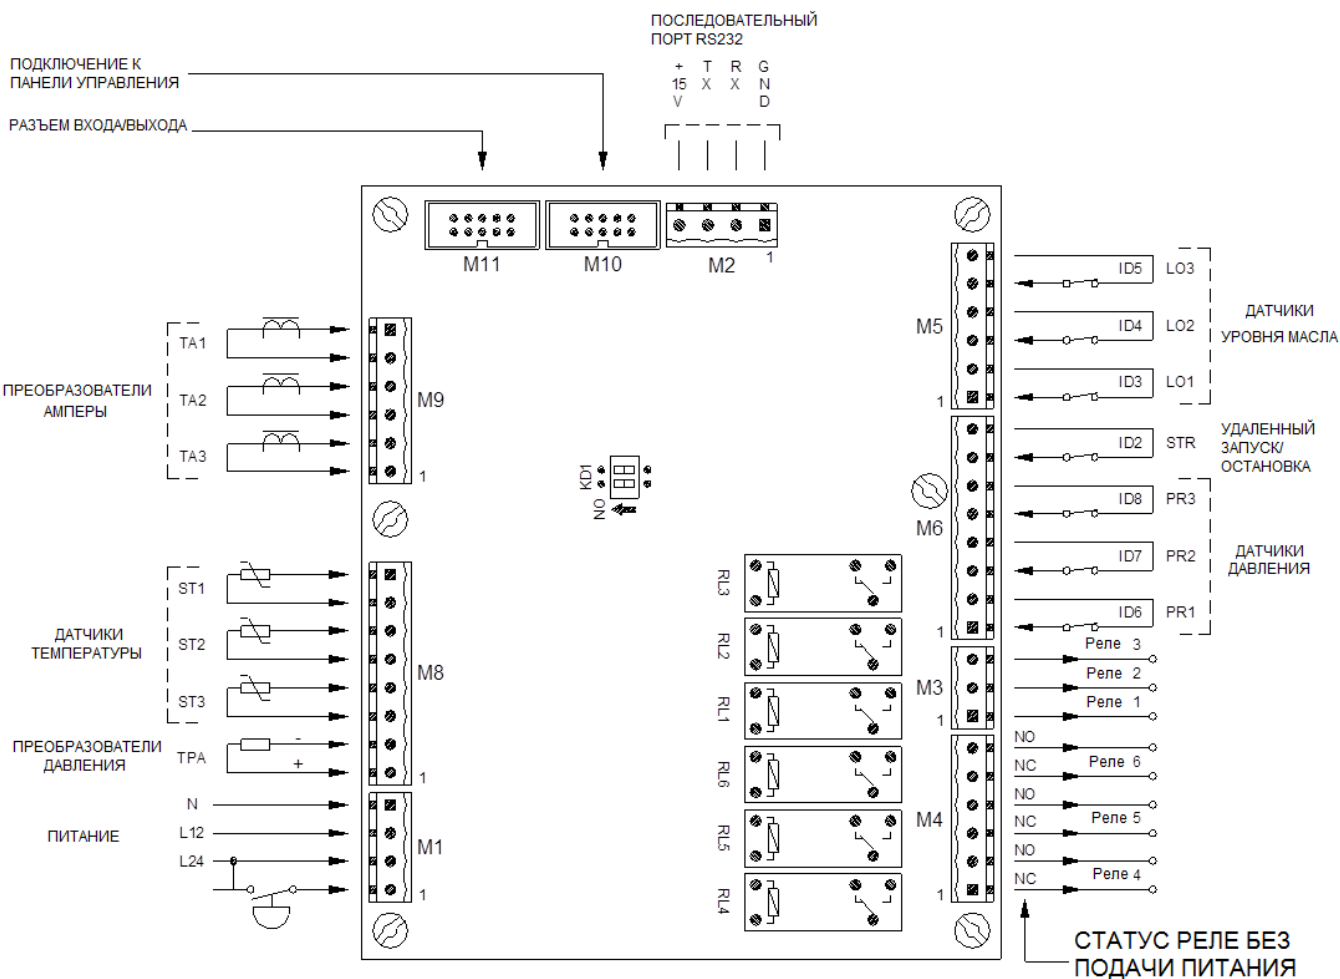 ПОСЛЕДОВАТЕЛЬНЫЙ
ПОРТ RS232
+ T R G
15 X X N
V D
ПОДКЛЮЧЕНИЕ К
ПАНЕЛИ УПРАВЛЕНИЯ
РАЗЪЕМ ВХОДА/ВЫХОДА
M11
M10
M2
1
ПРЕОБРАЗОВАТЕЛИ
АМПЕРЫ
TA1
TA2
TA3
M9
1
ДАТЧИКИ
ТЕМПЕРАТУРЫ
ST1
ST2
ST3
ПРЕОБРАЗОВАТЕЛИ
ДАВЛЕНИЯ
TPA
-
+
M8
1
ПИТАНИЕ
N
L12
L24
M1
1
KD1
NO
RL3
RL2
RL1
RL6
RL5
RL4
M5
1
ID5 LO3
ID4 LO2
ID3 LO1
ДАТЧИКИ
УРОВНЯ МАСЛА
M6
1
ID2 STR
УДАЛЕННЫЙ
ЗАПУСК/
ОСТАНОВКА
ID8 PR3
ID7 PR2
ID6 PR1
ДАТЧИКИ
ДАВЛЕНИЯ
M3
1
Реле 3
Реле 2
Реле 1
M4
1
NO
NC Реле 6
NO
NC Реле 5
NO
NC Реле 4
СТАТУС РЕЛЕ БЕЗ
ПОДАЧИ ПИТАНИЯ